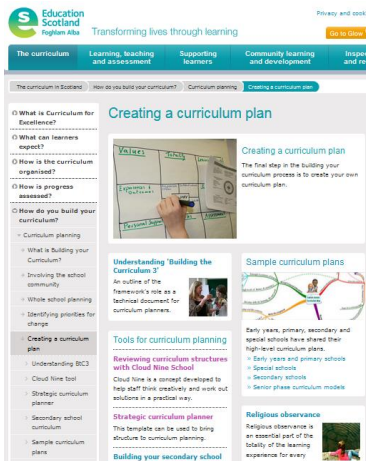 Education
Scotland
Foghlam Alba
Transforming lives through learning
Privacy and cook
Go to Glow
The curriculum
Learning, teaching
and assessment
Supporting
learners
Community learning
and development
Inspec
and re
The curriculum in Scotland
How do you build your curriculum?
Curriculum planning
Creating a curriculum plan
What is Curriculum for
Excellence?
What can learners
expect?
How is the curriculum
organised?
How is progress
assessed?
How do you build your
curriculum?
Curriculum planning
What is Building your
Curriculum?
Involving the school
community
Whole school planning
Identifying priorities for
change
Creating a curriculum
plan
Understanding BtC3
Cloud Nine tool
Strategic curriculum
planner
Secondary school
curriculum
Sample curriculum
plans
Creating a curriculum plan
Values
Totality
Experiences &
Outcomes
Personal
Creating a curriculum plan
The final step in the building your
curriculum process is to create your own
curriculum plan.
Understanding 'Building the
Curriculum 3'
An outline of the
framework's role as a
technical document for
curriculum planners.
Sample curriculum plans
Early years, primary, secondary and
special schools have shared their
high-level curriculum plans.
» Early years and primary schools
» Special schools
» Secondary schools
» Senior phase curriculum models
Tools for curriculum planning
Reviewing curriculum structures
with Cloud Nine School
Cloud Nine is a concept developed to
help staff think creatively and work out
solutions in a practical way.
Strategic curriculum planner
This template can be used to bring
structure to curriculum planning.
Building your secondary school
Religious observance
Religious observance is
an essential part of the
totality of the learning
experience for every